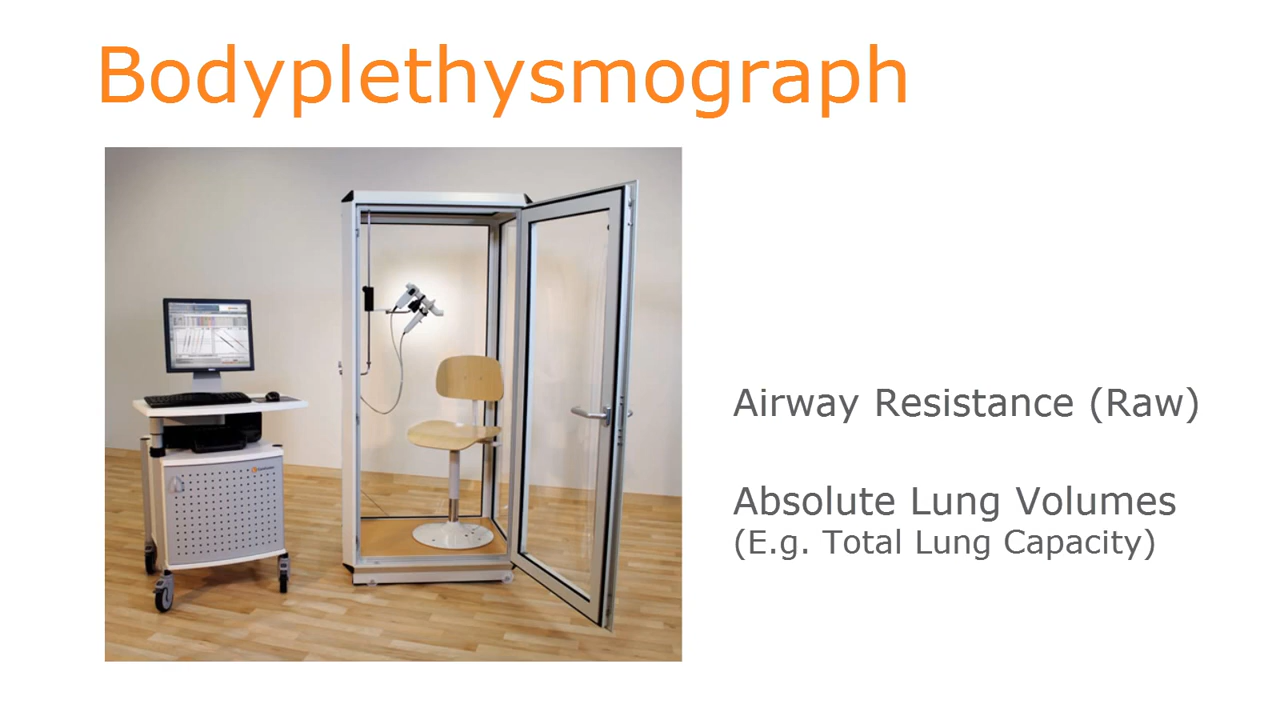 Bodyplethysmograph
Airway Resistance (Raw)
Absolute Lung Volumes
(E.g. Total Lung Capacity)